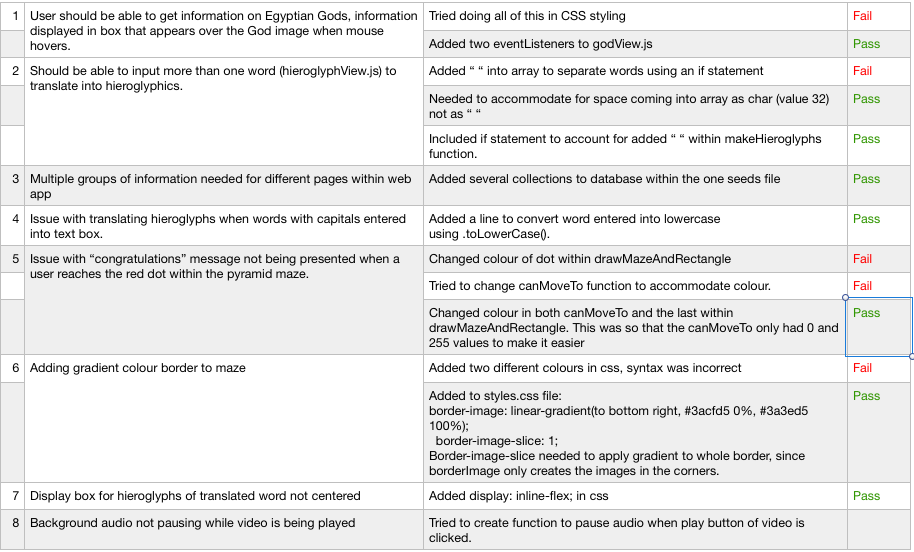 1 User should be able to get information on Egyptian Gods, information
displayed in box that appears over the God image when mouse
hovers.
Tried doing all of this in CSS styling Fail
Added two eventListeners to godView.js Pass
2 Should be able to input more than one word (hieroglyphView.js) to
translate into hieroglyphics.
Added “ “ into array to separate words using an if statement Fail
Needed to accommodate for space coming into array as char (value 32)
not as “ “
Pass
Included if statement to account for added “ “ within makeHieroglyphs
function.
Pass
3 Multiple groups of information needed for different pages within web
app
Added several collections to database within the one seeds file Pass
4 Issue with translating hieroglyphs when words with capitals entered
into text box.
Added a line to convert word entered into lowercase
using .toLowerCase().
Pass
5 Issue with “congratulations” message not being presented when a
user reaches the red dot within the pyramid maze.
Changed colour of dot within drawMazeAndRectangle Fail
Tried to change canMoveTo function to accommodate colour. Fail
Changed colour in both canMoveTo and the last within
drawMazeAndRectangle. This was so that the canMoveTo only had 0 and
255 values to make it easier
Pass
6 Adding gradient colour border to maze
Added two different colours in css, syntax was incorrect Fail
Added to styles.css file:
border-image: linear-gradient(to bottom right, #3acfd5 0%, #3a3ed5
100%);
border-image-slice: 1;
Border-image-slice needed to apply gradient to whole border, since
borderImage only creates the images in the corners.
Pass
7 Display box for hieroglyphs of translated word not centered
Added display: inline-flex; in css Pass
8 Background audio not pausing while video is being played
Tried to create function to pause audio when play button of video is
clicked.